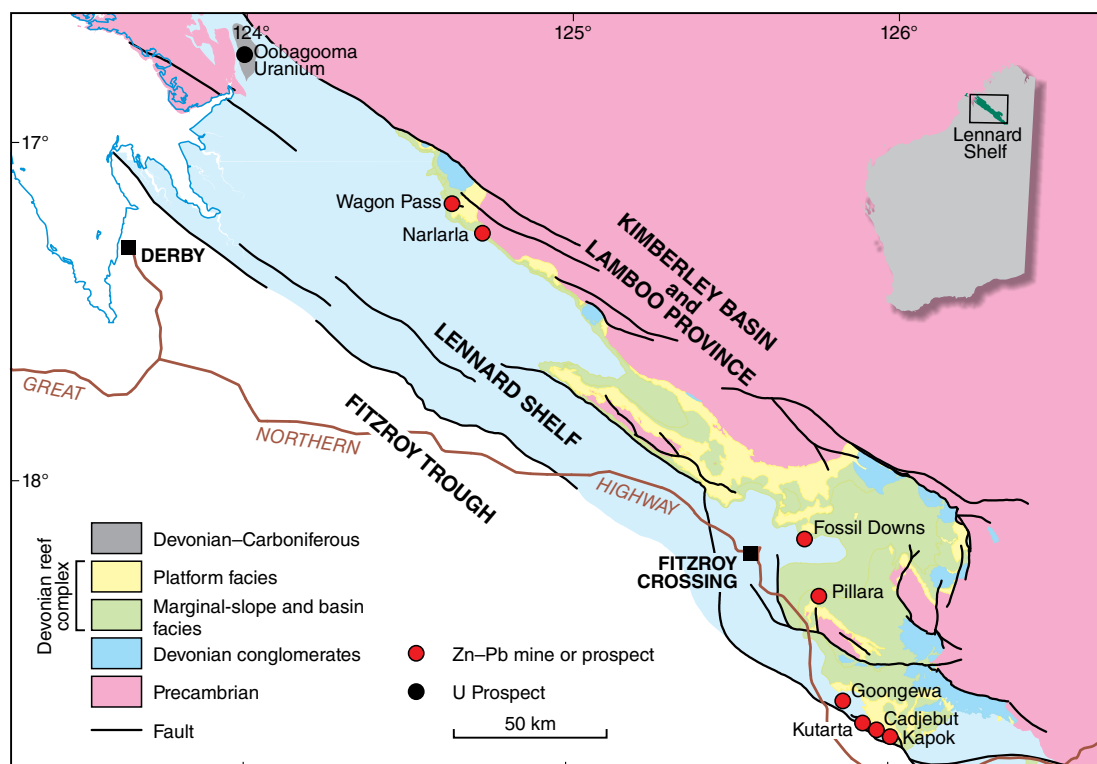 124°
125°
126°
Oobagooma
Uranium
17°
Lennard
Shelf
Wagon Pass
Narlarla
DERBY
KIMBERLEY BASIN
and
LAMBOO PROVINCE
LENNARD SHELF
FITZROY TROUGH
GREAT
NORTHERN
HIGHWAY
18°
Fossil Downs
FITZROY
CROSSING
Pillara
Goongewa
Kutarta
Cadjebut
Kapok
Devonian reef
complex
Devonian–Carboniferous
Platform facies
Marginal-slope and basin
facies
Devonian conglomerates
Precambrian
Fault
Zn–Pb mine or prospect
U Prospect
50 km